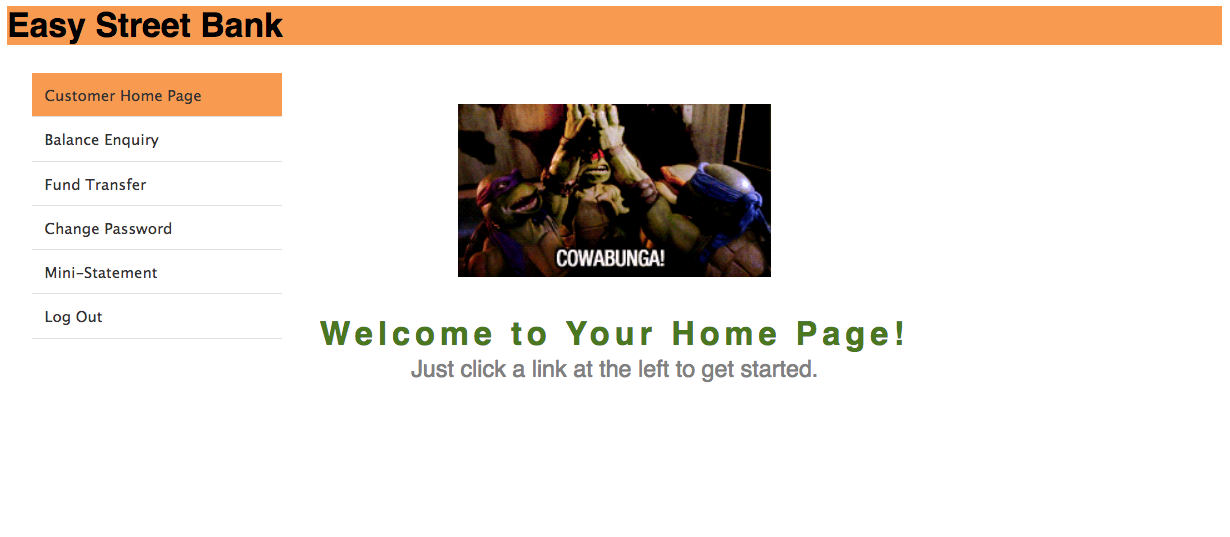 Easy Street Bank
Customer Home Page
Balance Enquiry
Fund Transfer
Change Password
Mini-Statement
Log Out
COWABUNGA!
Welcome to Your Home Page!
Just click a link at the left to get started.